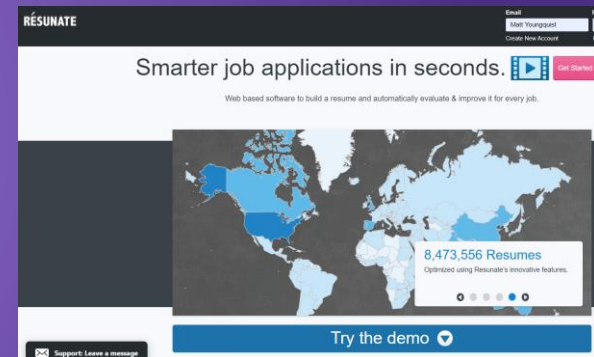 RÉSUNATE
Email
Matt Youngquist
Create New Account
Smarter job applications in seconds.
Get Started
Web based software to build a resume and automatically evaluate & improve it for every job.
8,473,556 Resumes
Optimized using Resunate's innovative features.
Try the demo
Support: Leave a message